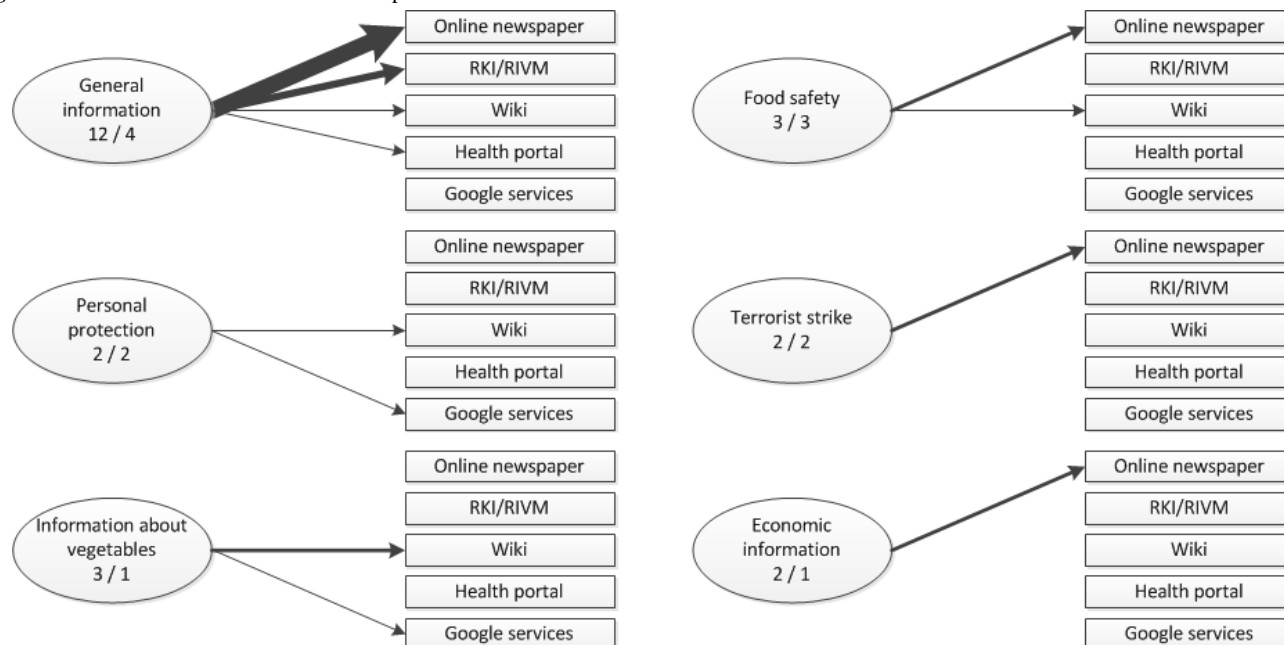 General
information
12 / 4
Online newspaper
RKI/RIVM
Wiki
Health portal
Google services
Food safety
3 / 3
Online newspaper
RKI/RIVM
Wiki
Health portal
Google services
Personal
protection
2 / 2
Online newspaper
RKI/RIVM
Wiki
Health portal
Google services
Terrorist strike
2 / 2
Online newspaper
RKI/RIVM
Wiki
Health portal
Google services
Information about
vegetables
3 / 1
Online newspaper
RKI/RIVM
Wiki
Health portal
Google services
Economic
information
2 / 1
Online newspaper
RKI/RIVM
Wiki
Health portal
Google services